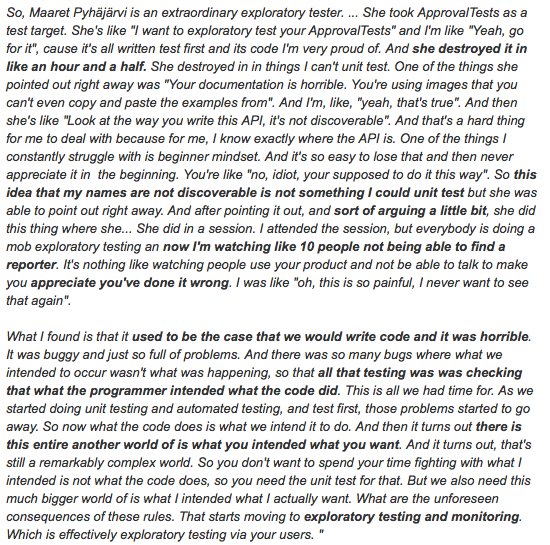 So, Maaret Pyhäjärvi is an extraordinary exploratory tester. ... She took ApprovalTests as a
test target. She's like "I want to exploratory test your ApprovalTests" and I'm like "Yeah, go
for it", cause it's all written test first and its code I'm very proud of. And she destroyed it in
like an hour and a half. She destroyed in in things I can't unit test. One of the things she
pointed out right away was "Your documentation is horrible. You're using images that you
can't even copy and paste the examples from". And I'm, like, "yeah, that's true". And then
she's like "Look at the way you write this API, it's not discoverable". And that's a hard thing
for me to deal with because for me, I know exactly where the API is. One of the things I
constantly struggle with is beginner mindset. And it's so easy to lose that and then never
appreciate it in  the beginning. You're like "no, idiot, your supposed to do it this way". So this
idea that my names are not discoverable is not something I could unit test but she was
able to point out right away. And after pointing it out, and sort of arguing a little bit, she did
this thing where she... She did in a session. I attended the session, but everybody is doing a
mob exploratory testing an now I'm watching like 10 people not being able to find a
reporter. It's nothing like watching people use your product and not be able to talk to make
you appreciate you've done it wrong. I was like "oh, this is so painful, I never want to see
that again".

What I found is that it used to be the case that we would write code and it was horrible.
It was buggy and just so full of problems. And there was so many bugs where what we
intended to occur wasn't what was happening, so that all that testing was was checking
that what the programmer intended what the code did. This is all we had time for. As we
started doing unit testing and automated testing, and test first, those problems started to go
away. So now what the code does is what we intend it to do. And then it turns out there is
this entire another world of is what you intended what you want. And it turns out, that's
still a remarkably complex world. So you don't want to spend your time fighting with what I
intended is not what the code does, so you need the unit test for that. But we also need this
much bigger world of is what I intended what I actually want. What are the unforeseen
consequences of these rules. That starts moving to exploratory testing and monitoring.
Which is effectively exploratory testing via your users. "